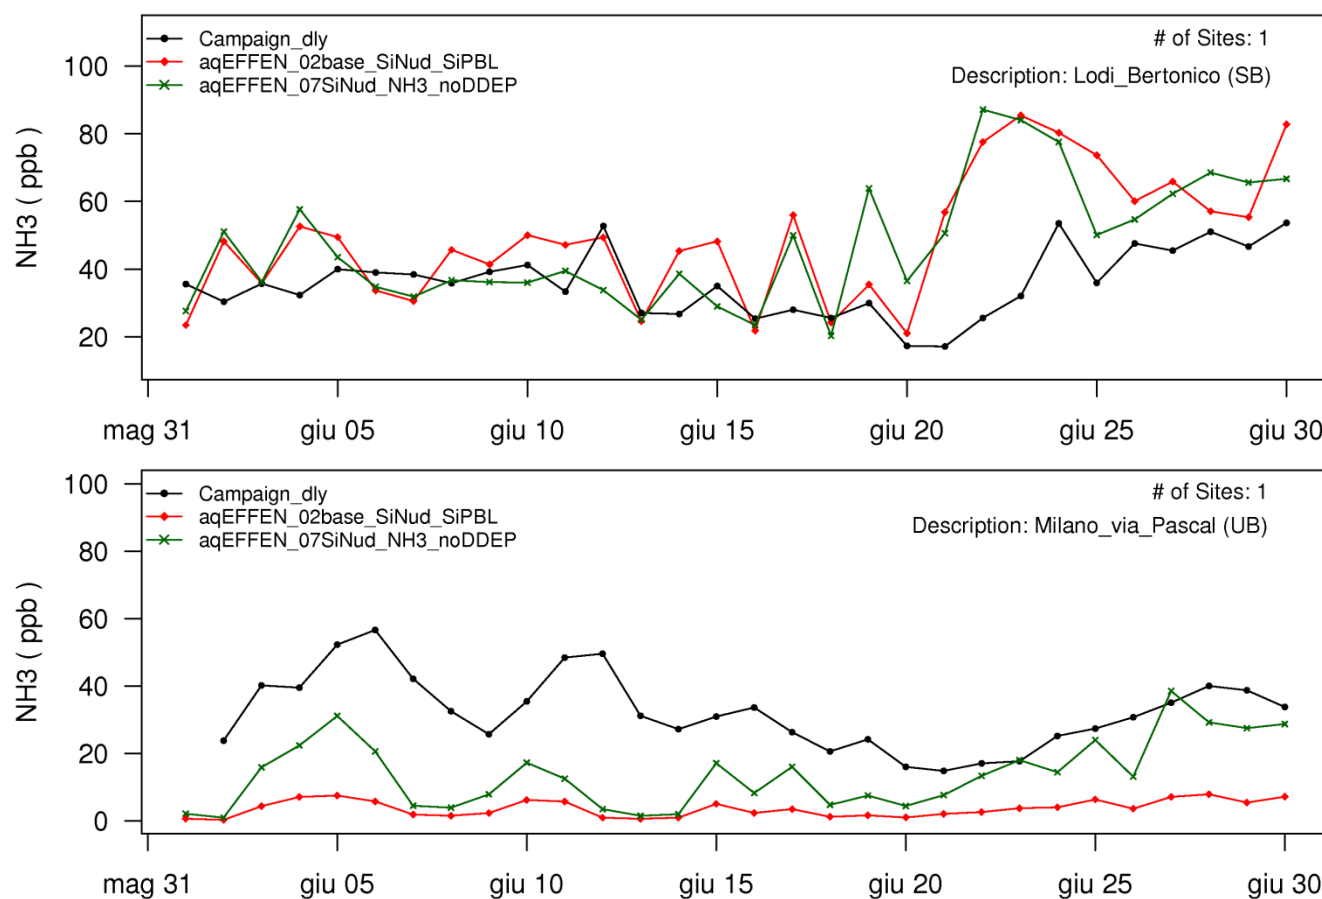 Campaign_dly
aqEFFEN_02base_SiNud_SiPBL
aqEFFEN_07SiNud_NH3_noDDEP
# of Sites: 1
Description: Lodi_Bertonico (SB)
NH3 ( ppb )
100
80
60
40
20
mag 31 giu 05 giu 10 giu 15 giu 20 giu 25 giu 30
Campaign_dly
aqEFFEN_02base_SiNud_SiPBL
aqEFFEN_07SiNud_NH3_noDDEP
# of Sites: 1
Description: Milano_via_Pascal (UB)
NH3 ( ppb )
100
80
60
40
20
0
mag 31 giu 05 giu 10 giu 15 giu 20 giu 25 giu 30